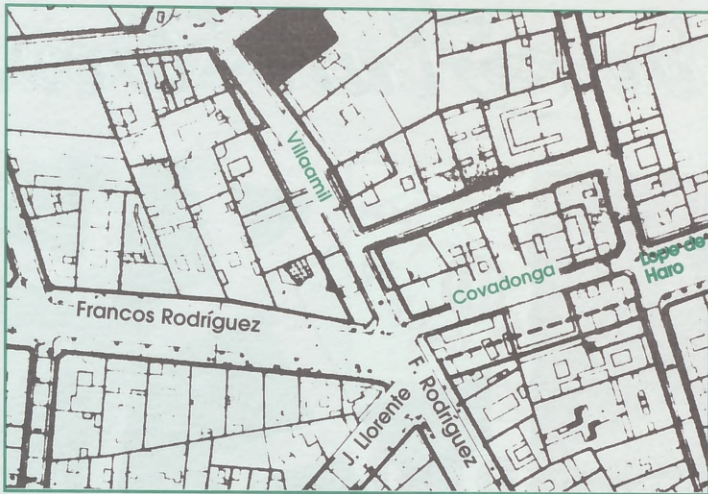 Villaamil
Lope de
Haro
Covadonga
Francos Rodríguez
F. Rodríguez
J. Llorente